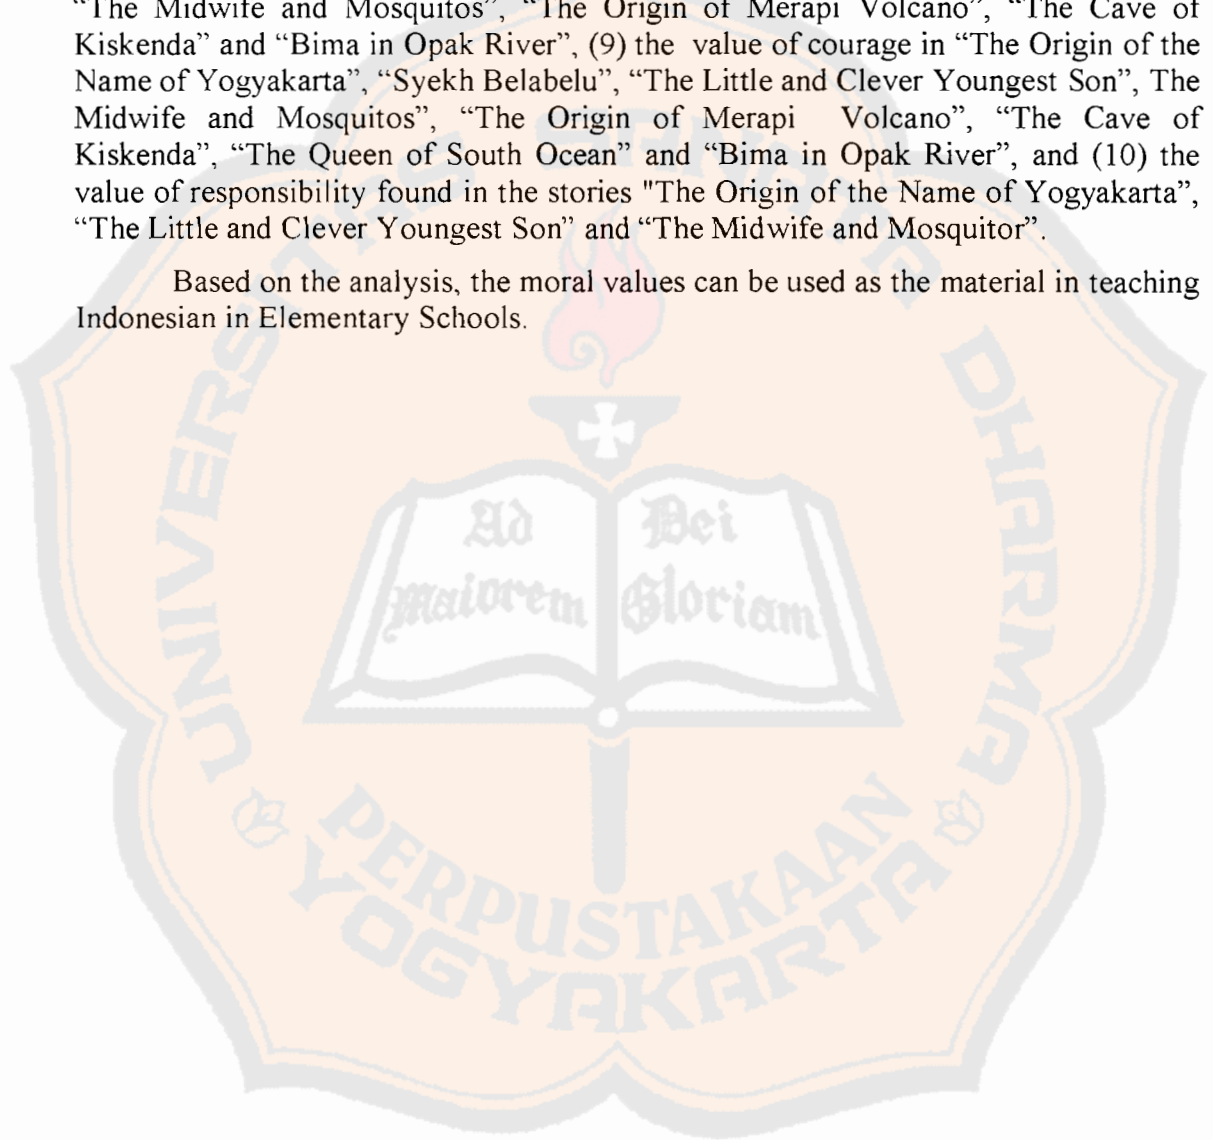 “The Midwife and Mosquitos”, “The Origin of Merapi Volcano”, “The Cave of
Kiskenda” and “Bima in Opak River”, (9) the value of courage in “The Origin of the
Name of Yogyakarta”, “Syekh Belabelu”, “The Little and Clever Youngest Son”, The
Midwife and Mosquitos”, “The Origin of Merapi Volcano”, “The Cave of
Kiskenda”, “The Queen of South Ocean” and “Bima in Opak River”, and (10) the
value of responsibility found in the stories "The Origin of the Name of Yogyakarta”,
“The Little and Clever Youngest Son” and “The Midwife and Mosquitor”.
Based on the analysis, the moral values can be used as the material in teaching
Indonesian in Elementary Schools.
UNIVERSITAS SANATA DHARMA
Ad Dei
Maiorem Gloriam
PERPUSTAKAAN
YOGYAKARTA